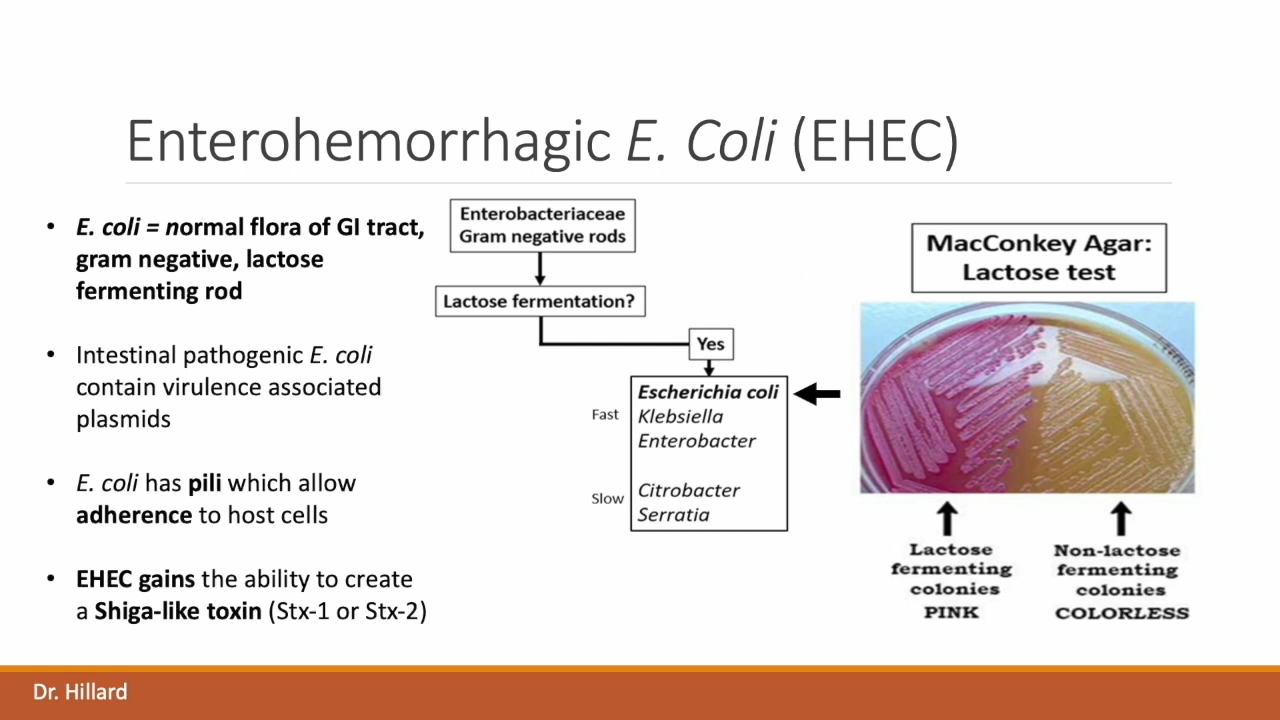 Enterohemorrhagic E. Coli (EHEC)
• E. coli = normal flora of GI tract,
gram negative, lactose
fermenting rod
• Intestinal pathogenic E. coli
contain virulence associated
plasmids
• E. coli has pili which allow
adherence to host cells
• EHEC gains the ability to create
a Shiga-like toxin (Stx-1 or Stx-2)
Enterobacteriaceae
Gram negative rods
Lactose fermentation?
Yes
Escherichia coli
Fast Klebsiella
Enterobacter
Citrobacter
Slow
Serratia
MacConkey Agar:
Lactose test
Lactose
fermenting
colonies
PINK
Non-lactose
fermenting
colonies
COLORLESS
Dr. Hillard